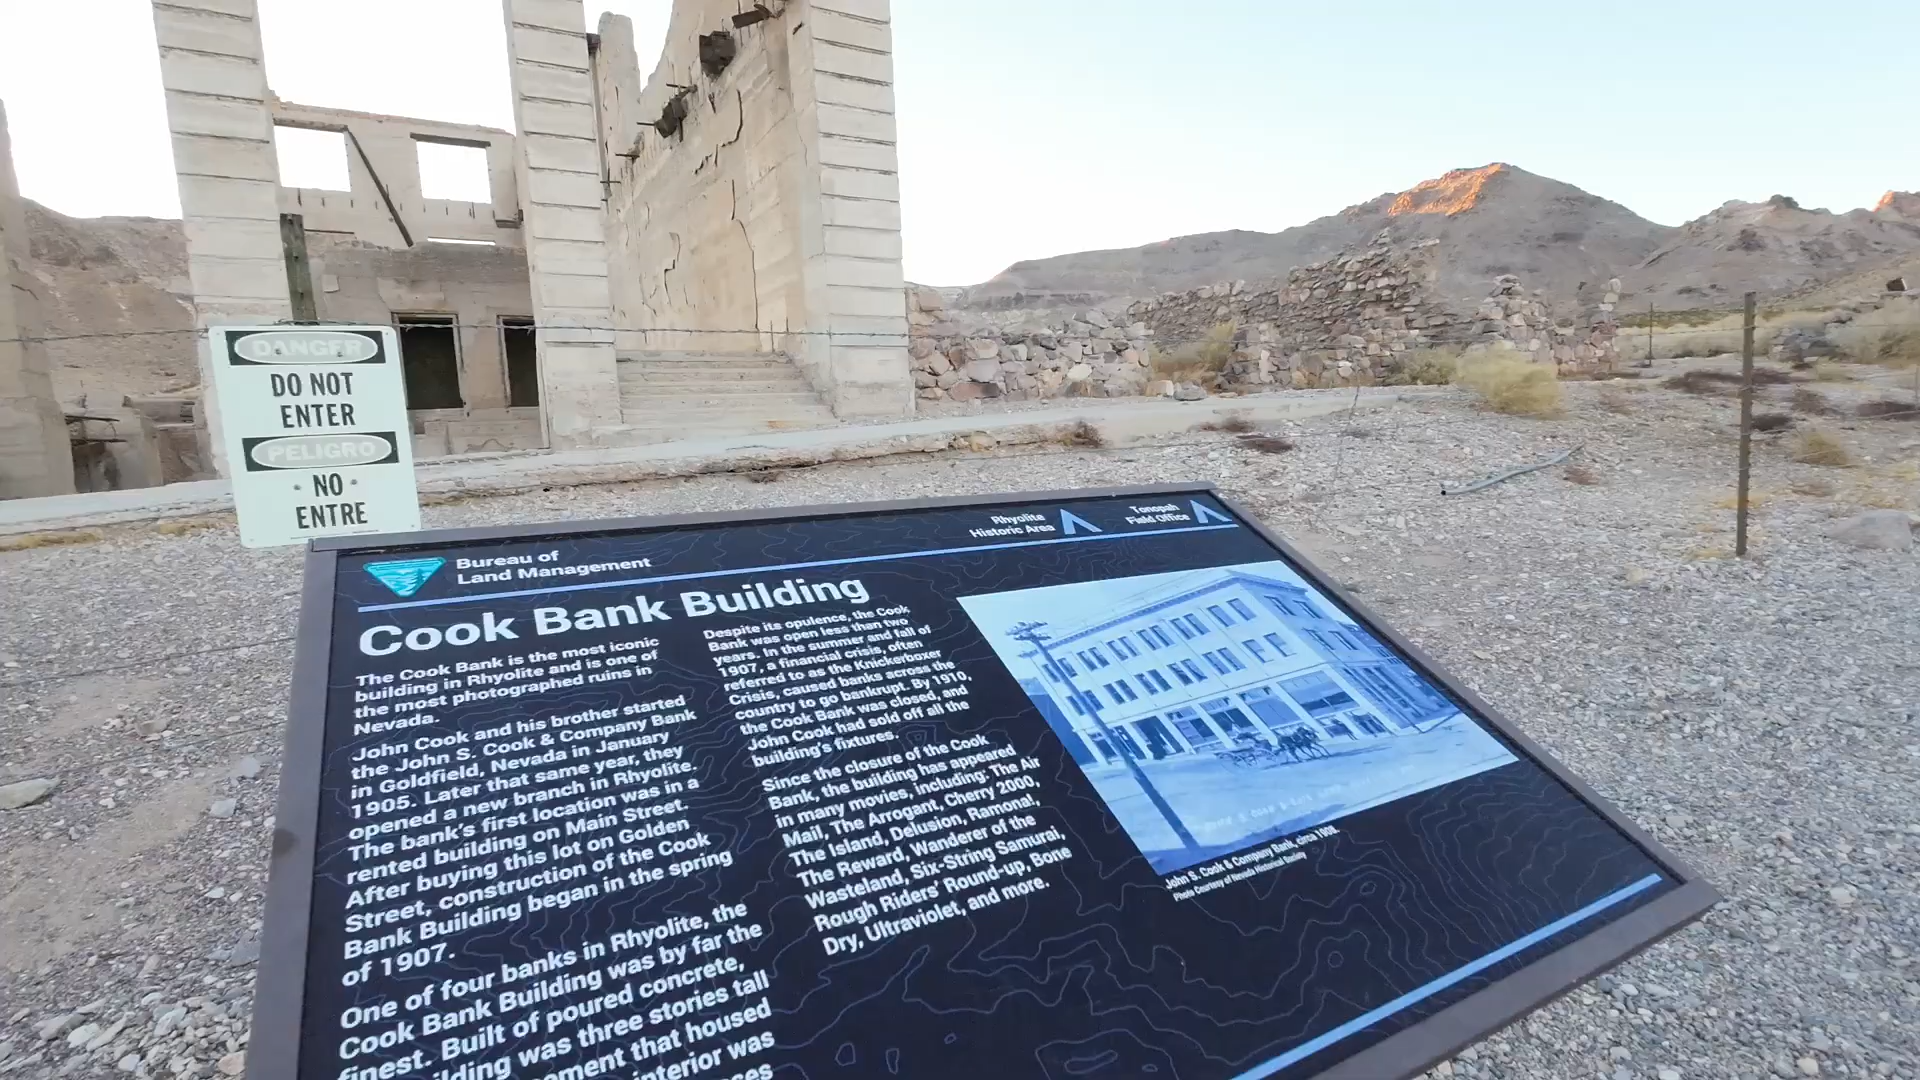 DANGER
DO NOT
ENTER
PELIGRO
NO
ENTRE
Bureau of
Land Management
Rhyolite
Historic Area
Tonopah
Field Office
Cook Bank Building
The Cook Bank is the most iconic
building in Rhyolite and is one of
the most photographed ruins in
Nevada.
John Cook and his brother started
the John S. Cook & Company Bank
in Goldfield, Nevada in January
1905. Later that same year, they
opened a new branch in Rhyolite.
The bank's first location was in a
rented building on Main Street.
After buying this lot on Golden
Street, construction of the Cook
Bank Building began in the spring
of 1907.
One of four banks in Rhyolite, the
Cook Bank Building was by far the
finest. Built of poured concrete,
building was three stories tall
that housed
interior was
Despite its opulence, the Cook
Bank was open less than two
years. In the summer and fall of
1907, a financial crisis, often
referred to as the Knickerboxer
Crisis, caused banks across the
country to go bankrupt. By 1910,
the Cook Bank was closed, and
John Cook had sold off all the
building's fixtures.
Since the closure of the Cook
Bank, the building has appeared
in many movies, including: The Air
Mail, The Arrogant, Cherry 2000,
The Island, Delusion, Ramona!,
The Reward, Wanderer of the
Wasteland, Six-String Samurai,
Rough Riders' Round-up, Bone
Dry, Ultraviolet, and more.
John S. Cook & Company Bank, circa 1908.
Photo Courtesy of Nevada Historical Society